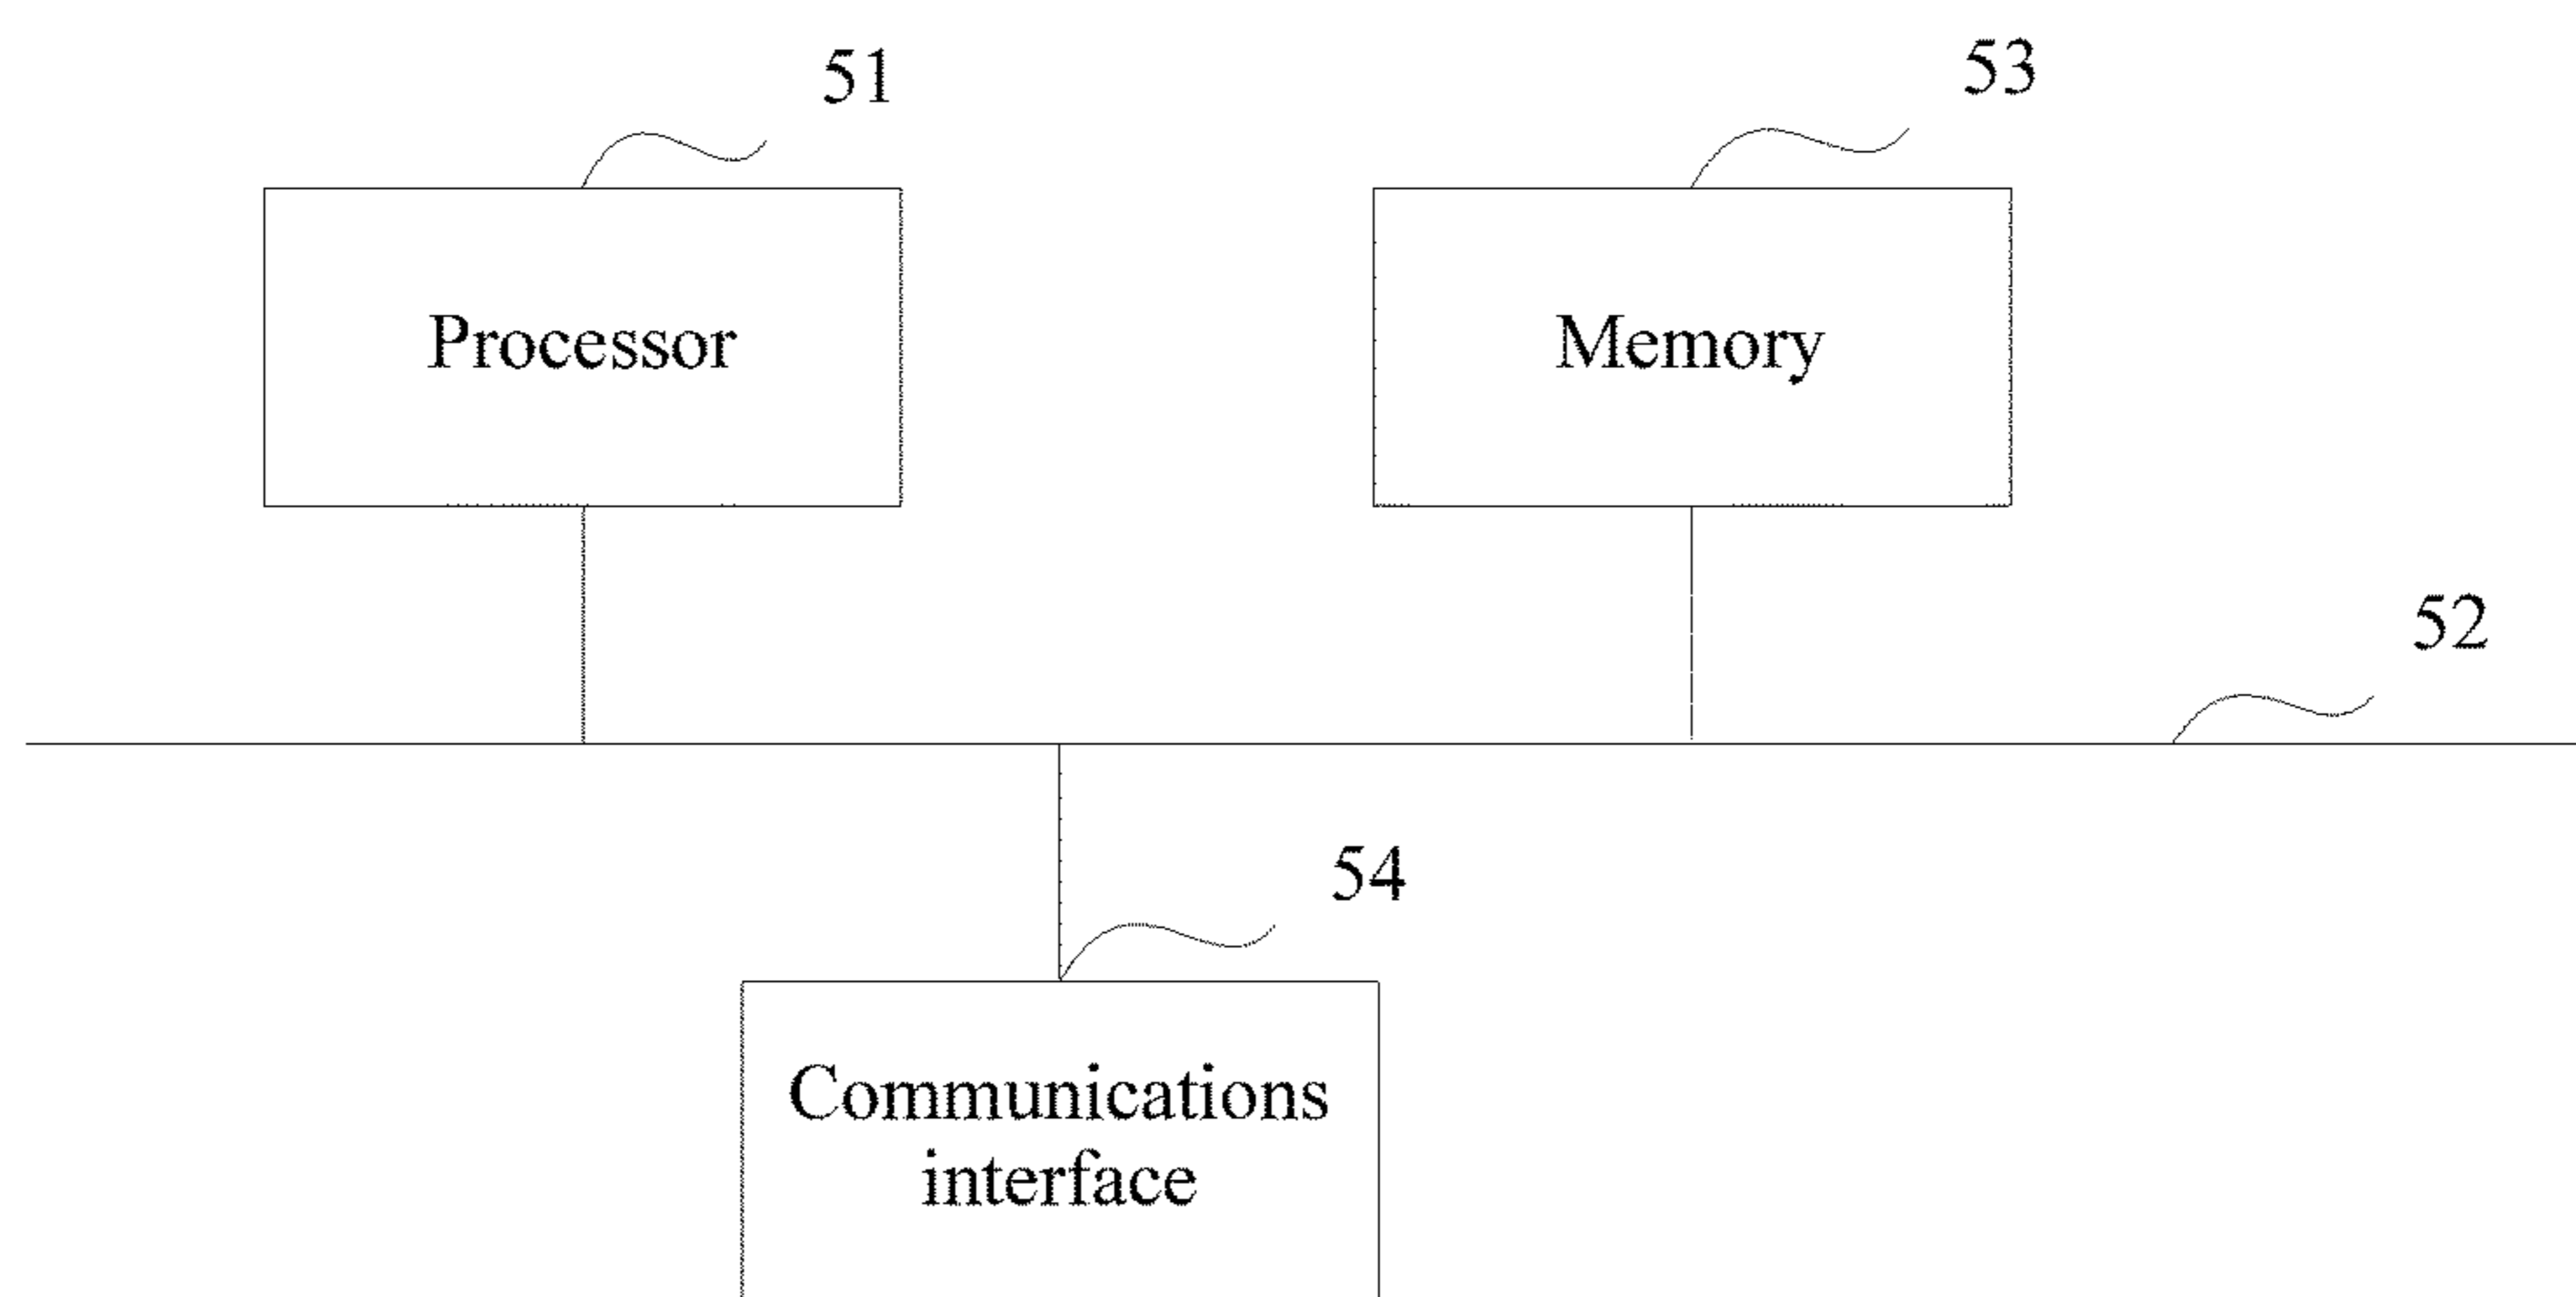 51
53
Processor
Memory
52
54
Communications
interface